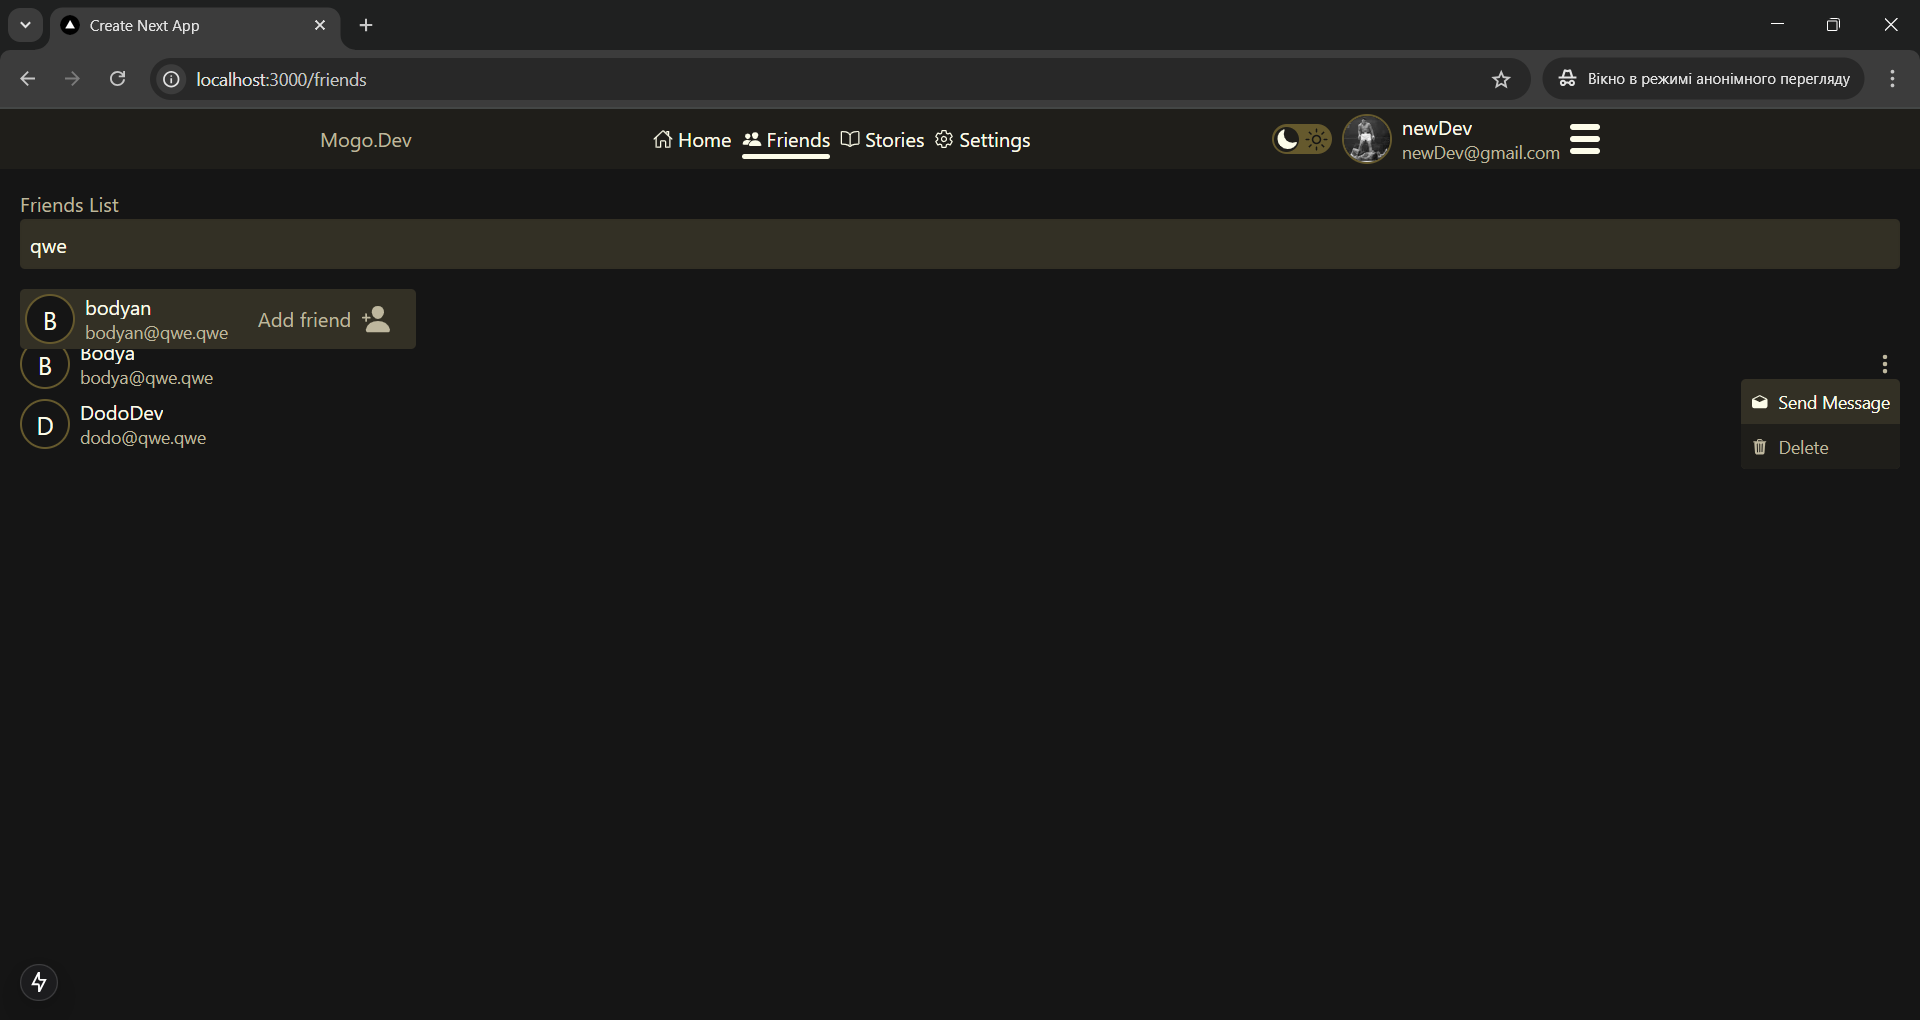 Create Next App
localhost:3000/friends
Вікно в режимі анонімного перегляду
Mogo.Dev
Home Friends Stories Settings
newDev
newDev@gmail.com
Friends List
qwe
B
bodyan
bodyan@qwe.qwe
Add friend
B
Bodya
bodya@qwe.qwe
D
DodoDev
dodo@qwe.qwe
Send Message
Delete